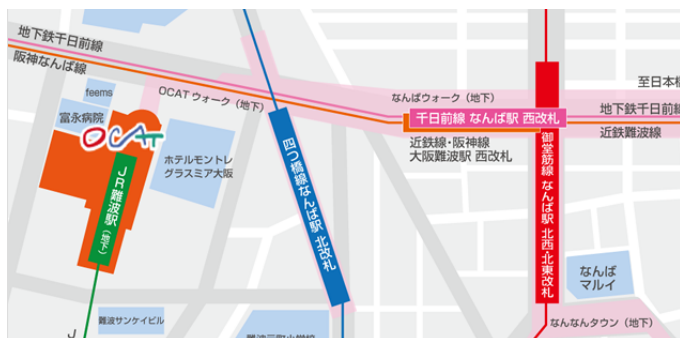 地下鉄千日前線
阪神なんば線
feems
富永病院
OCAT
JR難波駅(地下)
OCATウォーク(地下)
ホテルモントレ
グラスミア大阪
四つ橋線なんば駅 北改札
なんばウォーク(地下)
千日前線 なんば駅 西改札
近鉄線・阪神線
大阪難波駅 西改札
御堂筋線 なんば駅 北西・北東改札
至日本橋
地下鉄千日前線
近鉄難波線
なんば
マルイ
なんなんタウン(地下)
難波サンケイビル
J